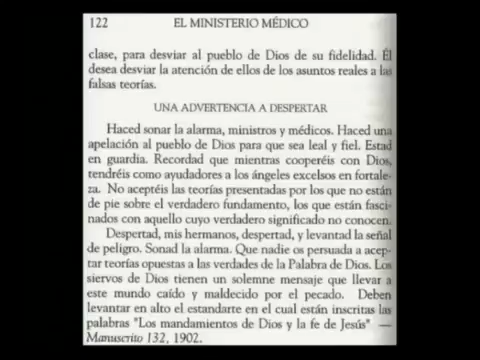 122 EL MINISTERIO MÉDICO
clase, para desviar al pueblo de Dios de su fidelidad. Él
desea desviar la atención de ellos de los asuntos reales a las
falsas teorías.
UNA ADVERTENCIA A DESPERTAR
Haced sonar la alarma, ministros y médicos. Haced una
apelación al pueblo de Dios para que sea leal y fiel. Estad
en guardia. Recordad que mientras cooperéis con Dios,
tendréis como ayudadores a los ángeles excelsos en fortale-
za. No aceptéis las teorías presentadas por los que no están
de pie sobre el verdadero fundamento, los que están fasci-
nados con aquello cuyo verdadero significado no conocen.
Despertad, mis hermanos, despertad, y levantad la señal
de peligro. Sonad la alarma. Que nadie os persuada a acep-
tar teorías opuestas a las verdades de la Palabra de Dios. Los
siervos de Dios tienen un solemne mensaje que llevar a
este mundo caído y maldecido por el pecado. Deben
levantar en alto el estandarte en el cual están inscritas las
palabras "Los mandamientos de Dios y la fe de Jesús" —
Manuscrito 132, 1902.